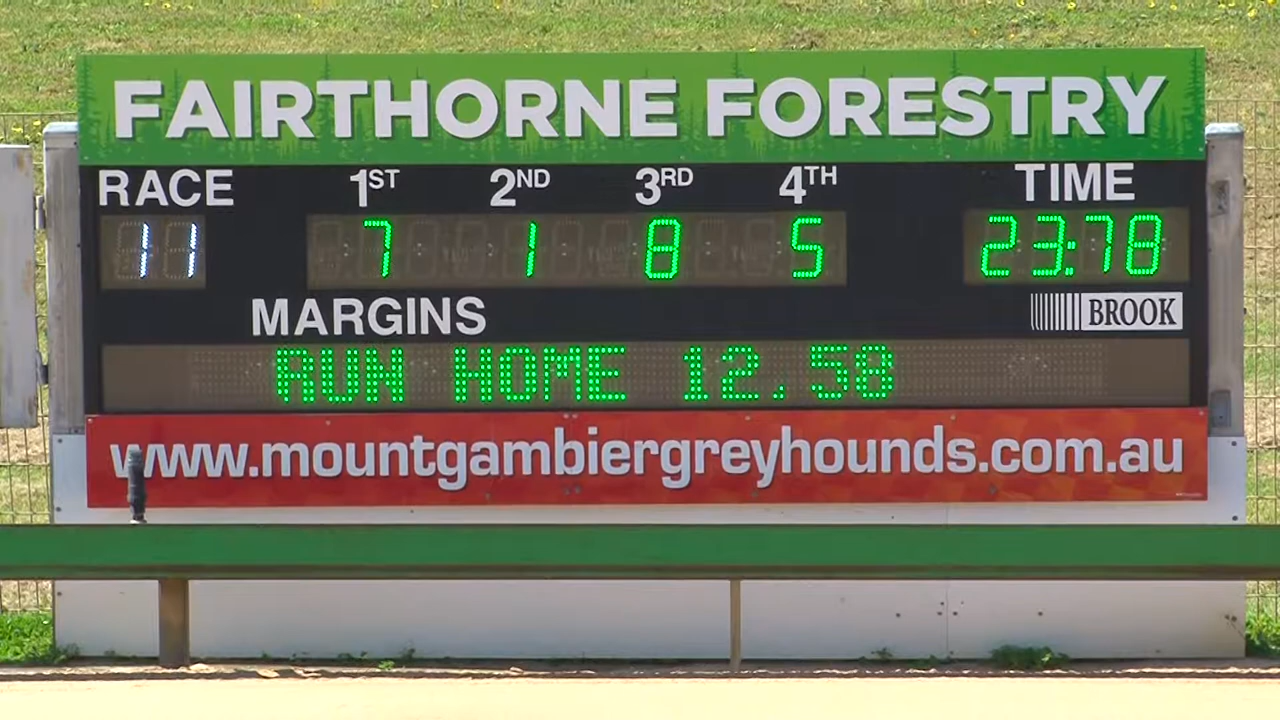 FAIRTHORNE FORESTRY
RACE 1ST 2ND 3RD 4TH TIME
11 7 1 8 5 23:78
MARGINS BROOK
RUN HOME 12.58
www.mountgambiergreyhounds.com.au